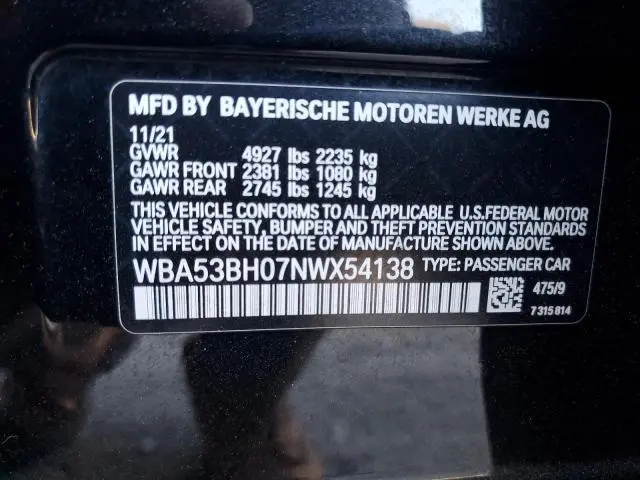 MFD BY BAYERISCHE MOTOREN WERKE AG
11/21
GVWR 4927 lbs 2235 kg
GAWR FRONT 2381 lbs 1080 kg
GAWR REAR 2745 lbs 1245 kg
THIS VEHICLE CONFORMS TO ALL APPLICABLE U.S.FEDERAL MOTOR
VEHICLE SAFETY, BUMPER AND THEFT PREVENTION STANDARDS
IN EFFECT ON THE DATE OF MANUFACTURE SHOWN ABOVE.
WBA53BH07NWX54138 TYPE: PASSENGER CAR
475/9
7315814